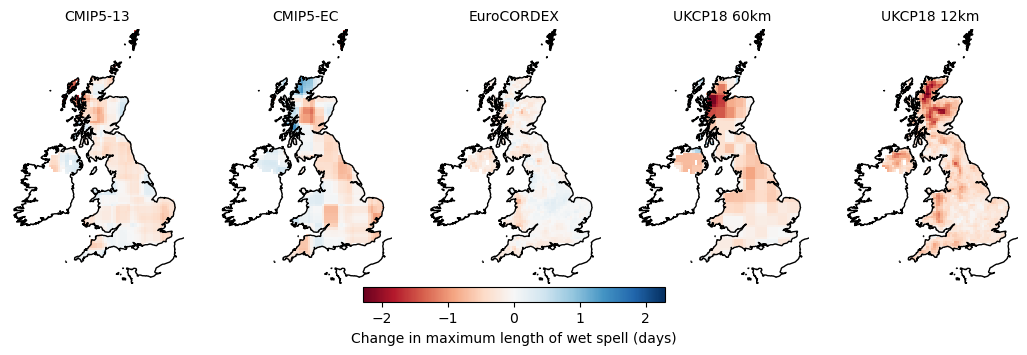 CMIP5-13 CMIP5-EC EuroCORDEX UKCP18 60km UKCP18 12km
−2 −1 0 1 2
Change in maximum length of wet spell (days)